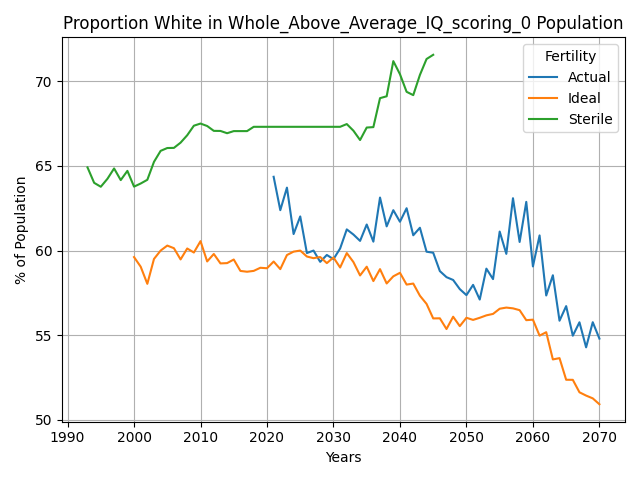 Proportion White in Whole_Above_Average_IQ_scoring_0 Population
Fertility
Actual
Ideal
Sterile
% of Population
70
65
60
55
50
1990
2000
2010
2020
2030
2040
2050
2060
2070
Years